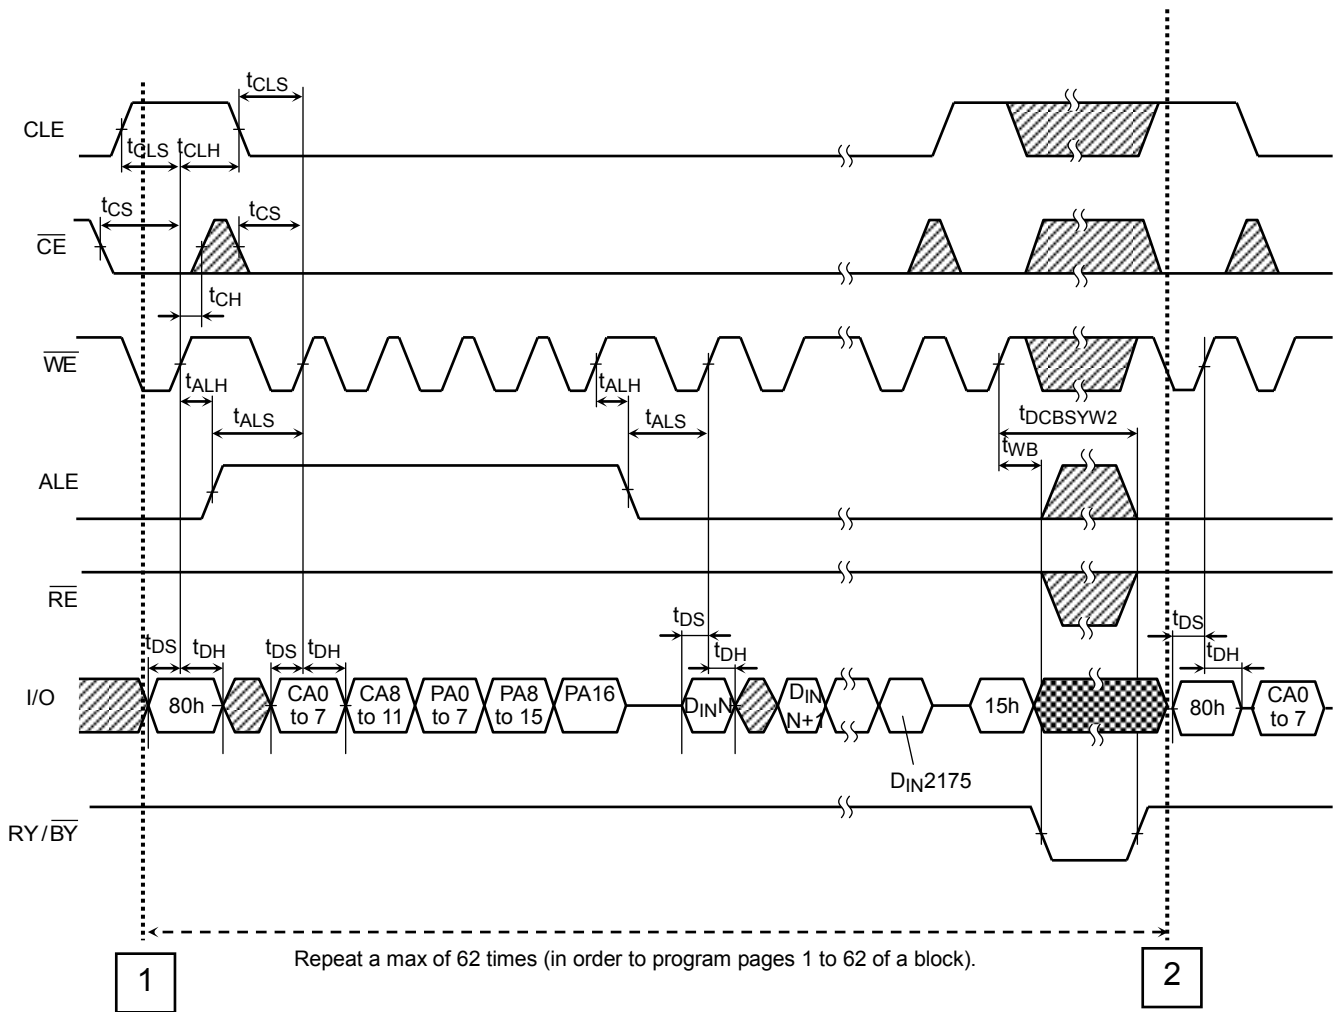 tCLS
CLE
tCLS tCLH
tCS tCS
CE
tCH
WE
tALH tALH
tALS tALS tDCBSYW2
tWB
ALE
RE
tDS tDH tDS tDH tDS tDH tDS tDH
I/O
80h
CA0 to 7
CA8 to 11
PA0 to 7
PA8 to 15
PA16
DINN
DIN N+1
15h
80h
CA0 to 7
DIN2175
RY/BY
Repeat a max of 62 times (in order to program pages 1 to 62 of a block).
1
2